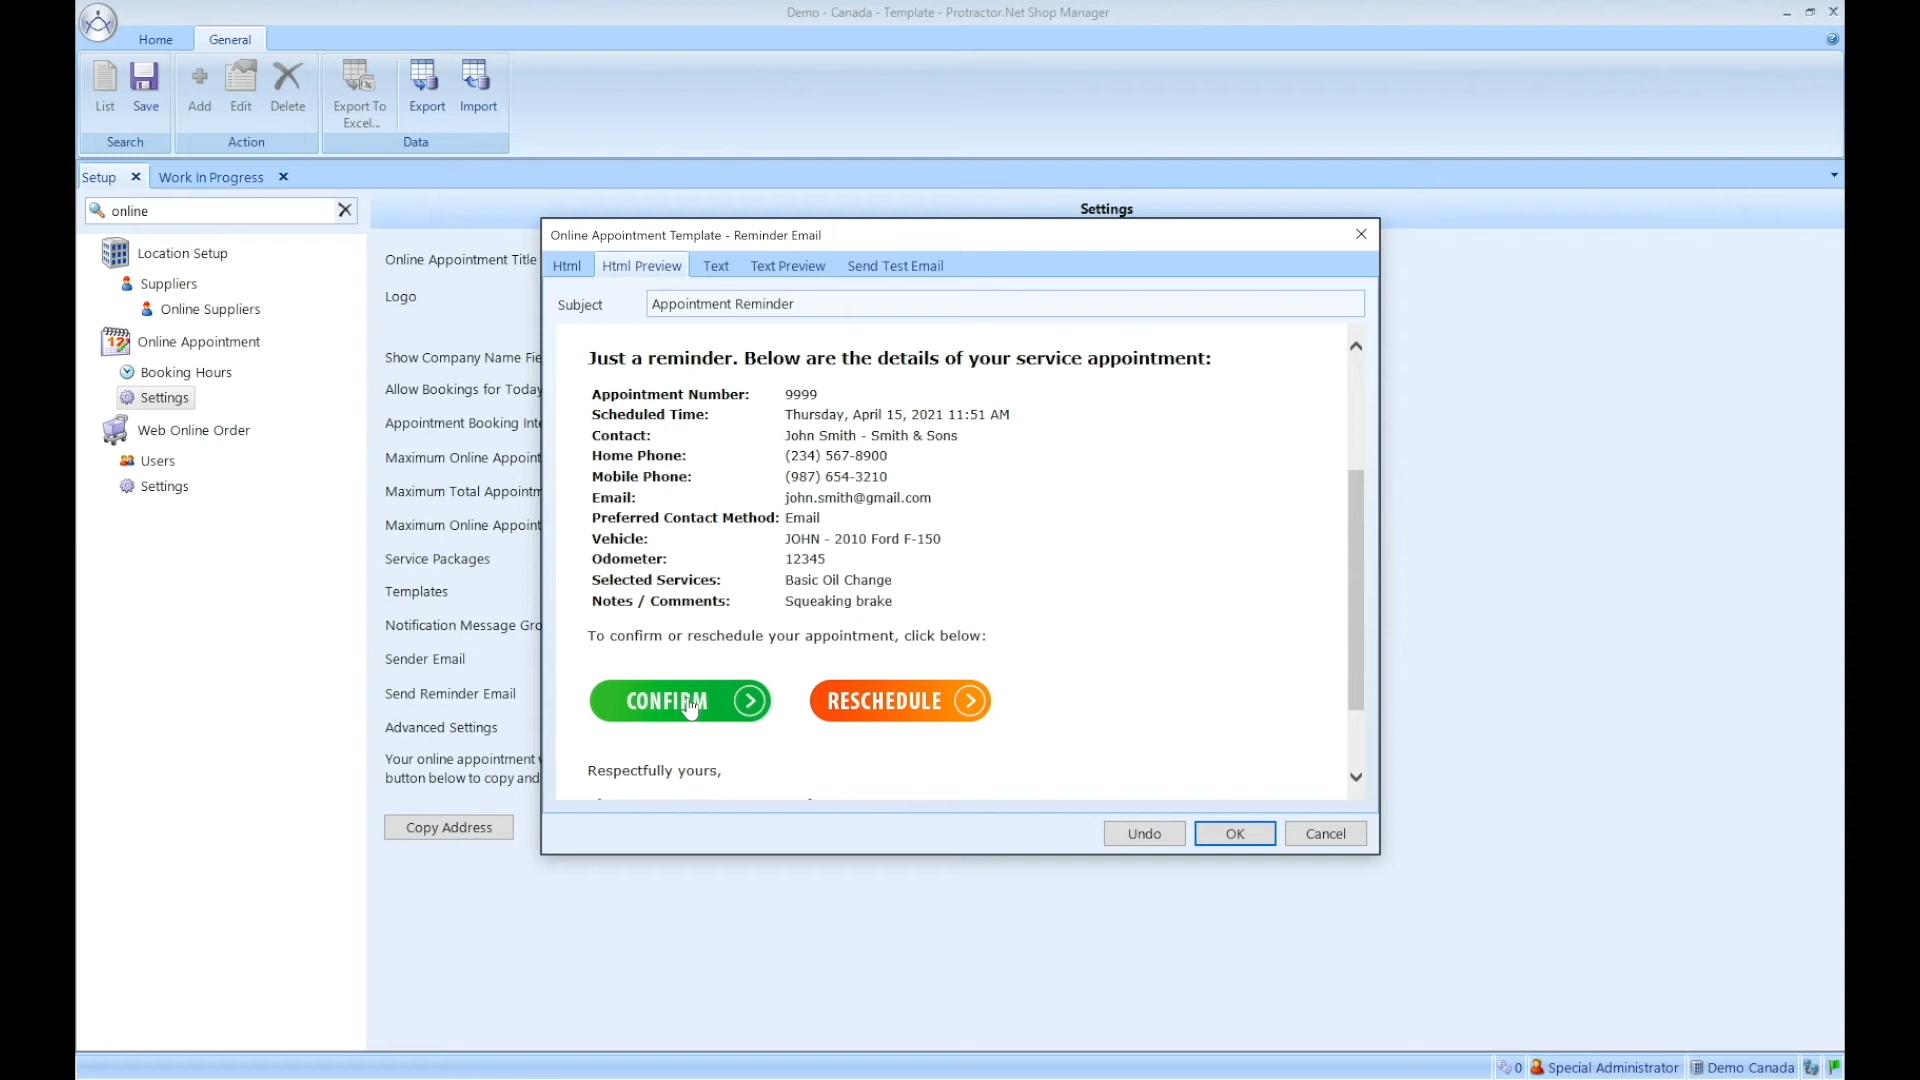 Demo - Canada - Template - Protractor.Net Shop Manager
Home
General
List
Save
Add
Edit
Delete
Export To
Excel...
Export
Import
Search
Action
Data
Setup
Work In Progress
online
Location Setup
Suppliers
Online Suppliers
Online Appointment
Booking Hours
Settings
Web Online Order
Users
Settings
Settings
Online Appointment Title
Logo
Show Company Name Fie
Allow Bookings for Today
Appointment Booking Inte
Maximum Online Appoint
Maximum Total Appointm
Maximum Online Appoint
Service Packages
Templates
Notification Message Gro
Sender Email
Send Reminder Email
Advanced Settings
Your online appointment
button below to copy and
Copy Address
Online Appointment Template - Reminder Email
Html
Html Preview
Text
Text Preview
Send Test Email
Subject
Appointment Reminder
Just a reminder. Below are the details of your service appointment:
Appointment Number: 9999
Scheduled Time: Thursday, April 15, 2021 11:51 AM
Contact: John Smith - Smith & Sons
Home Phone: (234) 567-8900
Mobile Phone: (987) 654-3210
Email: john.smith@gmail.com
Preferred Contact Method: Email
Vehicle: JOHN - 2010 Ford F-150
Odometer: 12345
Selected Services: Basic Oil Change
Notes / Comments: Squeaking brake
To confirm or reschedule your appointment, click below:
CONFIRM
RESCHEDULE
Respectfully yours,
Undo
OK
Cancel
0
Special Administrator
Demo Canada